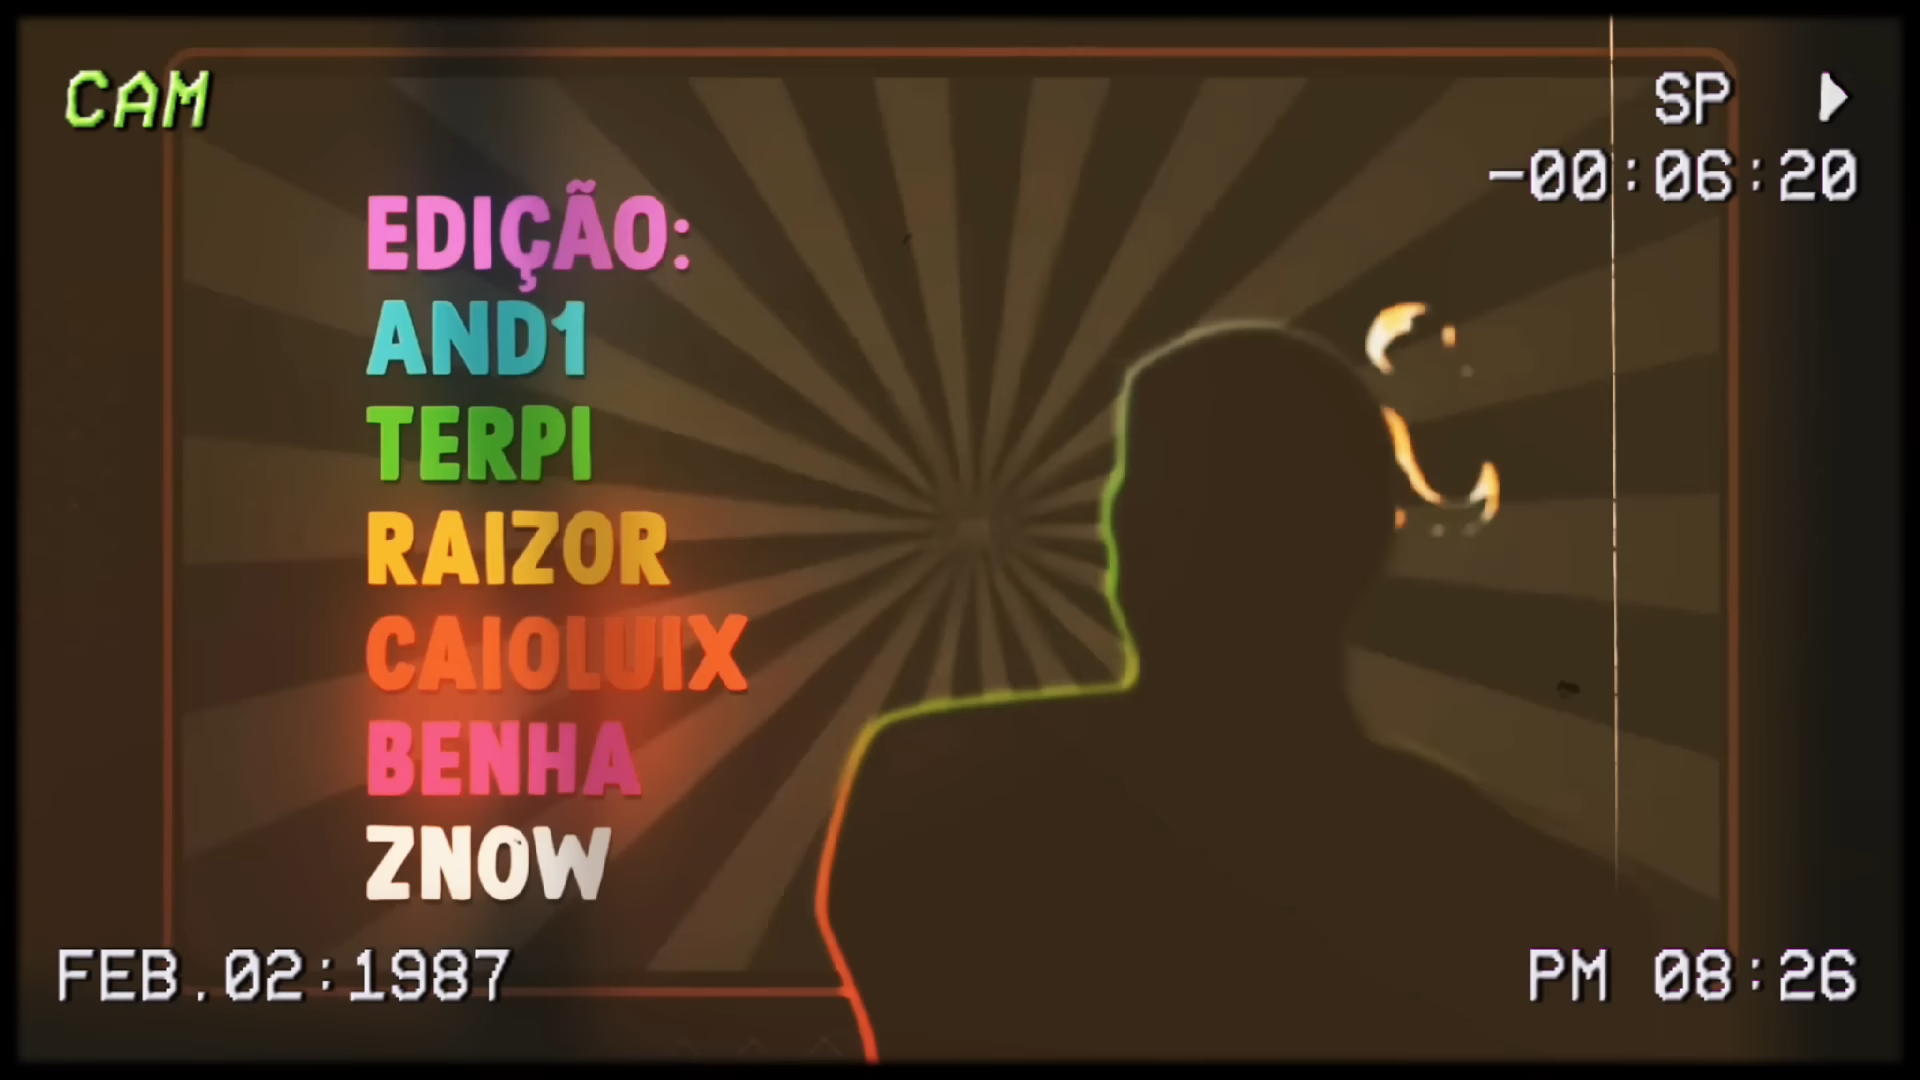 CAM
SP
-00:06:20
EDIÇÃO:
AND1
TERPI
RAIZOR
CAIOLUIX
BENHA
ZNOW
FEB.02:1987
PM 08:26